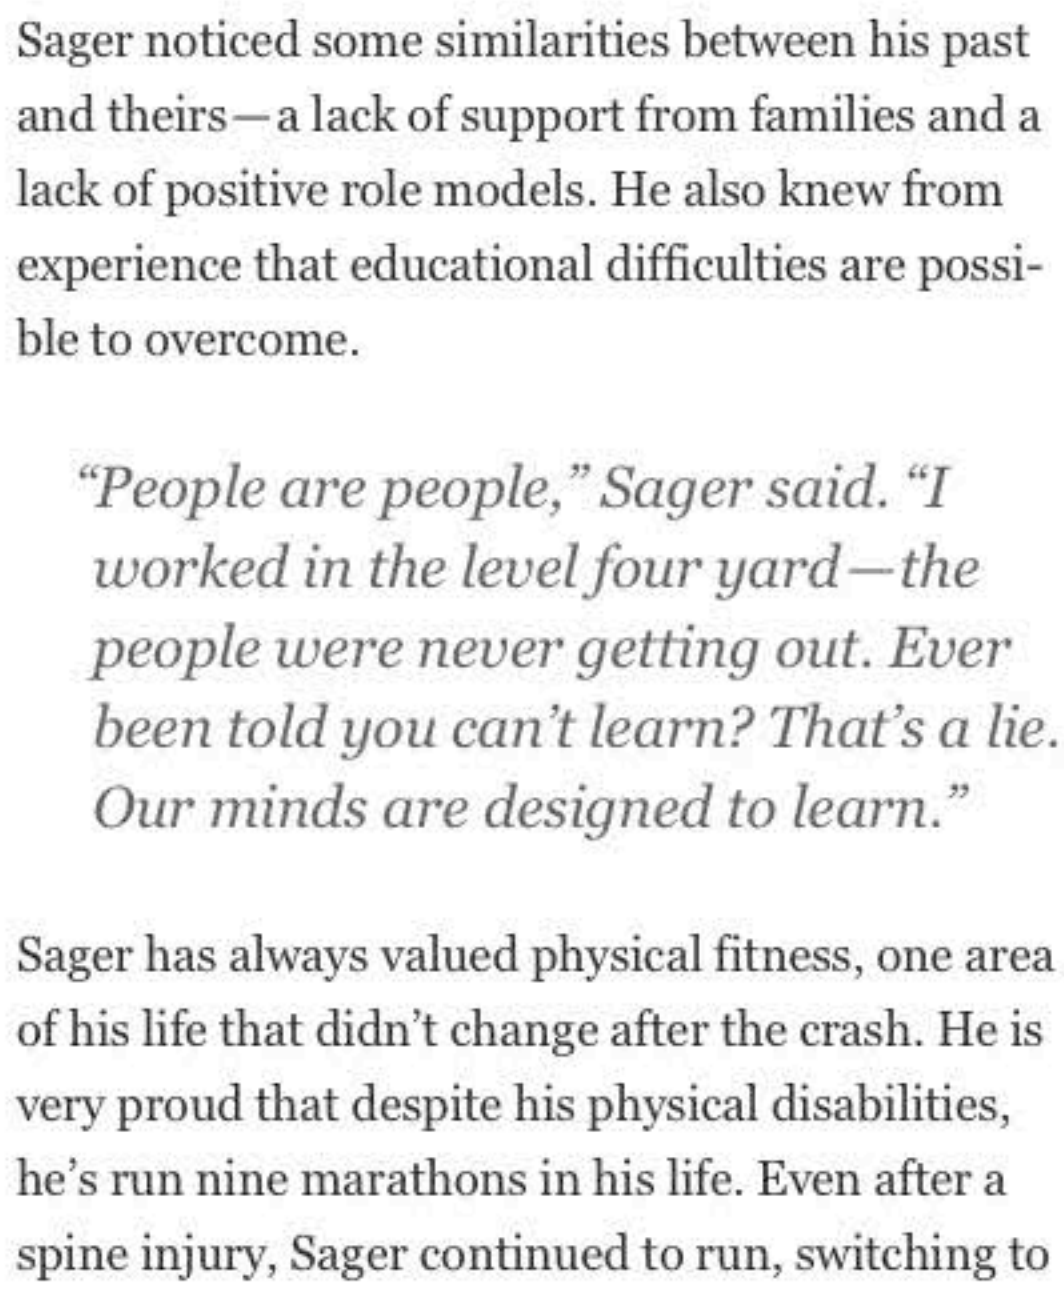 Sager noticed some similarities between his past
and theirs—a lack of support from families and a
lack of positive role models. He also knew from
experience that educational difficulties are possi-
ble to overcome.
“People are people,” Sager said. “I
worked in the level four yard—the
people were never getting out. Ever
been told you can’t learn? That’s a lie.
Our minds are designed to learn.”
Sager has always valued physical fitness, one area
of his life that didn’t change after the crash. He is
very proud that despite his physical disabilities,
he’s run nine marathons in his life. Even after a
spine injury, Sager continued to run, switching to